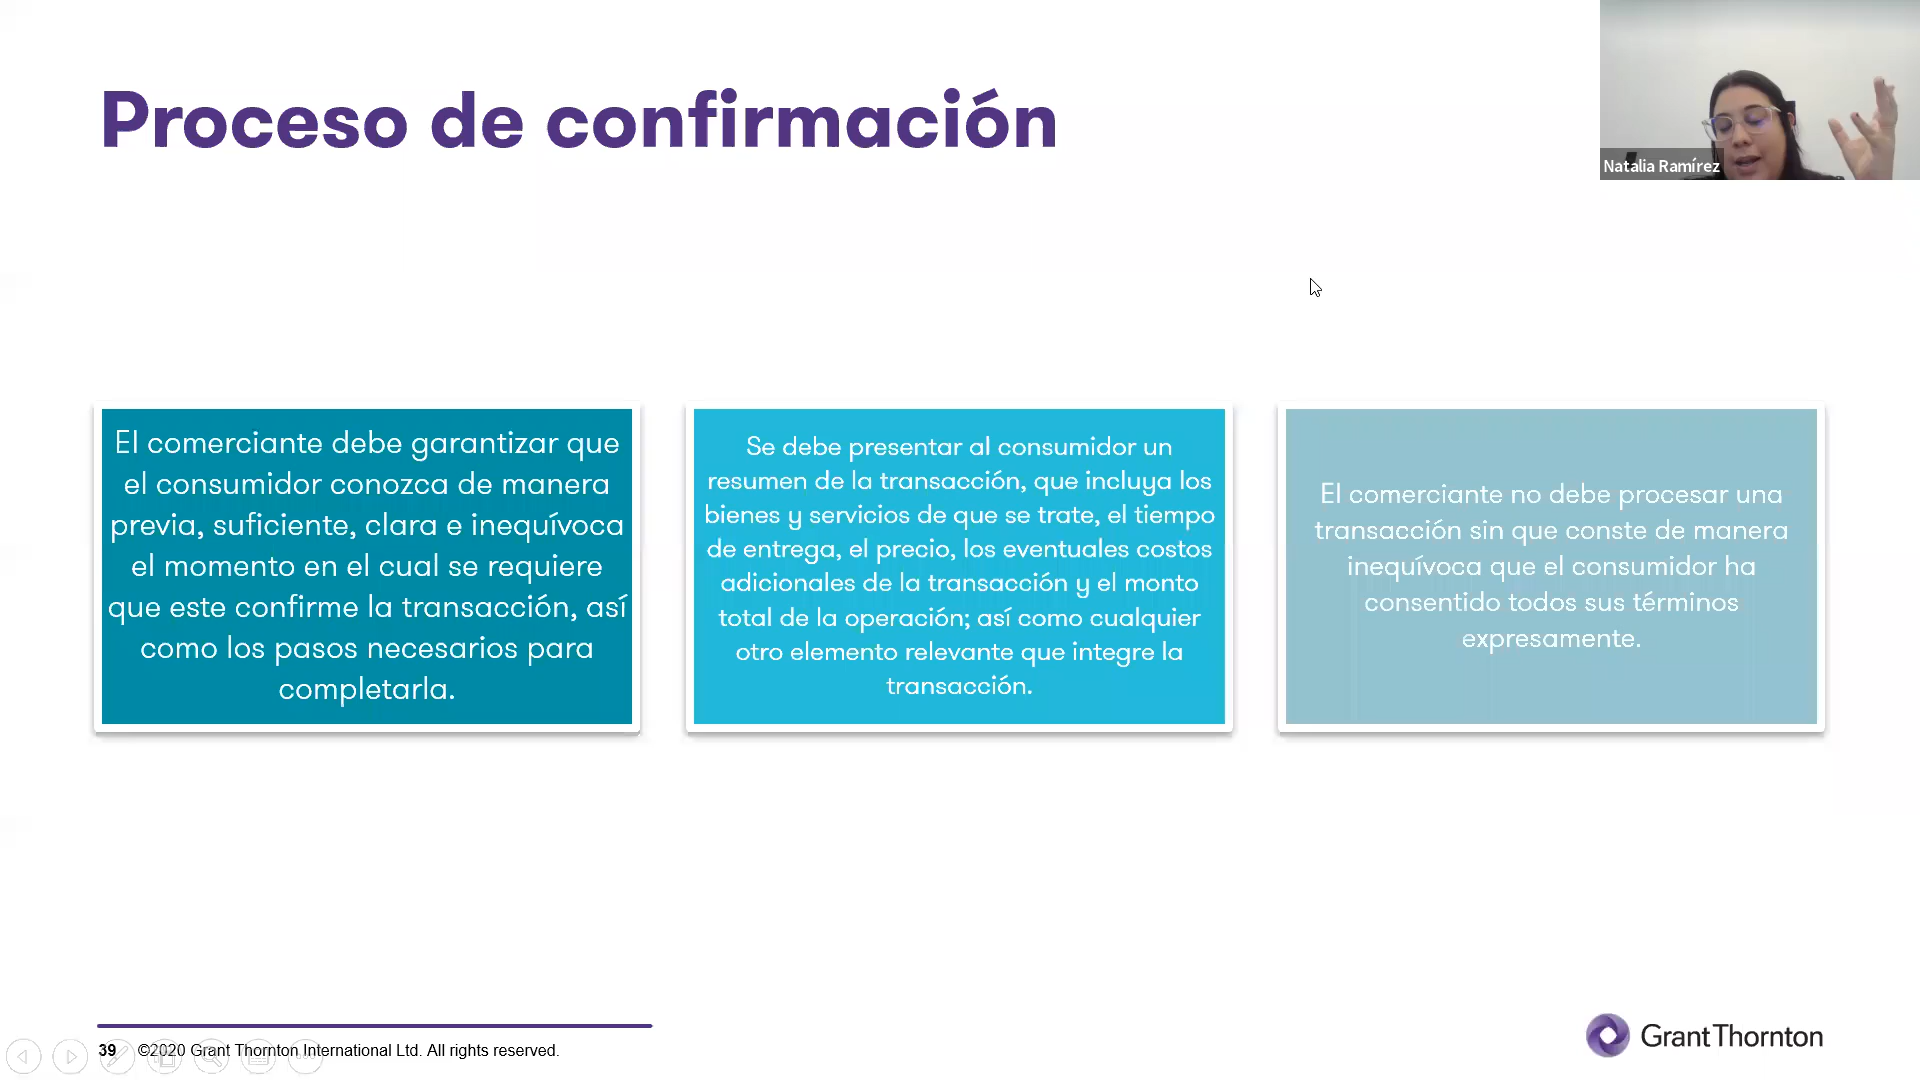 Proceso de confirmación
Natalia Ramírez
El comerciante debe garantizar que
el consumidor conozca de manera
previa, suficiente, clara e inequívoca
el momento en el cual se requiere
que este confirme la transacción, así
como los pasos necesarios para
completarla.
Se debe presentar al consumidor un
resumen de la transacción, que incluya los
bienes y servicios de que se trate, el tiempo
de entrega, el precio, los eventuales costos
adicionales de la transacción y el monto
total de la operación; así como cualquier
otro elemento relevante que integre la
transacción.
El comerciante no debe procesar una
transacción sin que conste de manera
inequívoca que el consumidor ha
consentido todos sus términos
expresamente.
39 ©2020 Grant Thornton International Ltd. All rights reserved.
GrantThornton